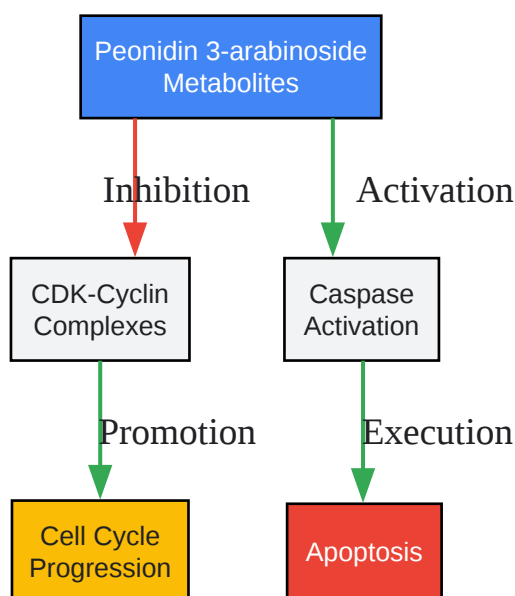 Peonidin 3-arabinoside
Metabolites
Inhibition
Activation
CDK-Cyclin
Complexes
Caspase
Activation
Promotion
Execution
Cell Cycle
Progression
Apoptosis